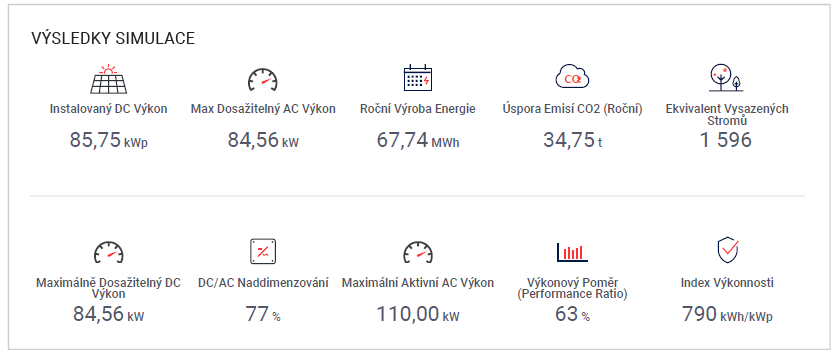 VÝSLEDKY SIMULACE
CO2
Instalovaný DC Výkon
Max Dosažitelný AC Výkon
Roční Výroba Energie
Úspora Emisí CO2 (Roční)
Ekvivalent Vysazených
Stromů
85,75 kWp
84,56 kW
67,74 MWh
34,75 t
1 596
Maximálně Dosažitelný DC
Výkon
DC/AC Naddimenzování
Maximální Aktivní AC Výkon
Výkonový Poměr
(Performance Ratio)
Index Výkonnosti
84,56 kW
77 %
110,00 kW
63 %
790 kWh/kWp